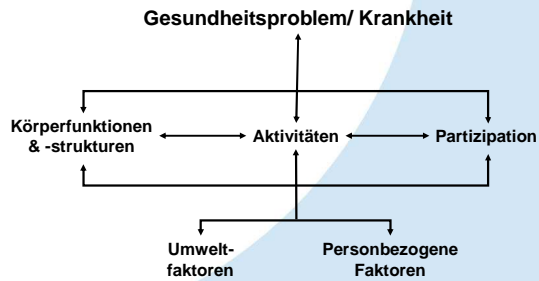 Gesundheitsproblem/ Krankheit
Körperfunktionen
& -strukturen
Aktivitäten
Partizipation
Umwelt-
faktoren
Personbezogene
Faktoren